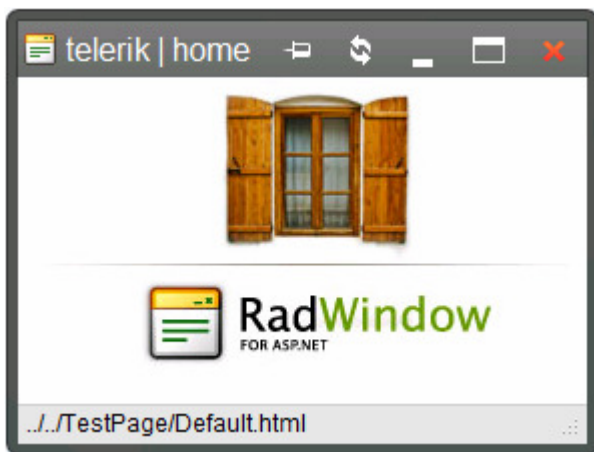 telerik | home
RadWindow
FOR ASP.NET
../../TestPage/Default.html